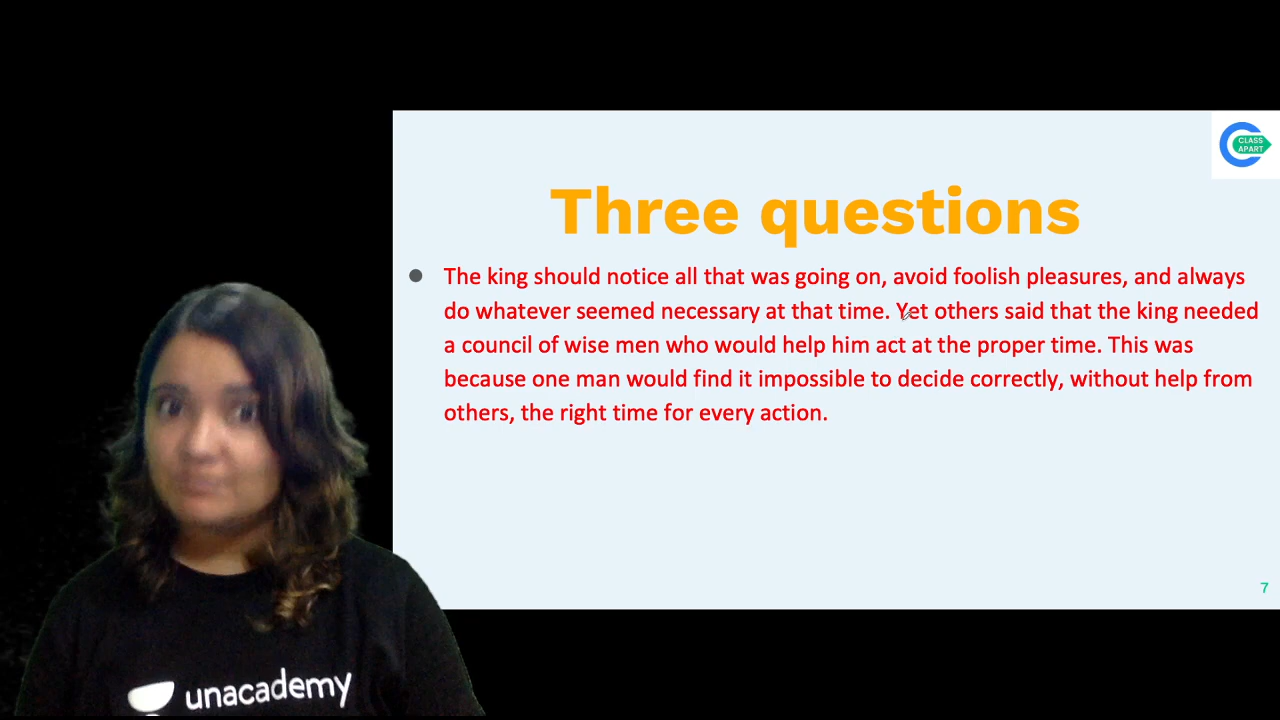 CLASS
APART
Three questions
The king should notice all that was going on, avoid foolish pleasures, and always
do whatever seemed necessary at that time. Yet others said that the king needed
a council of wise men who would help him act at the proper time. This was
because one man would find it impossible to decide correctly, without help from
others, the right time for every action.
7
unacademy